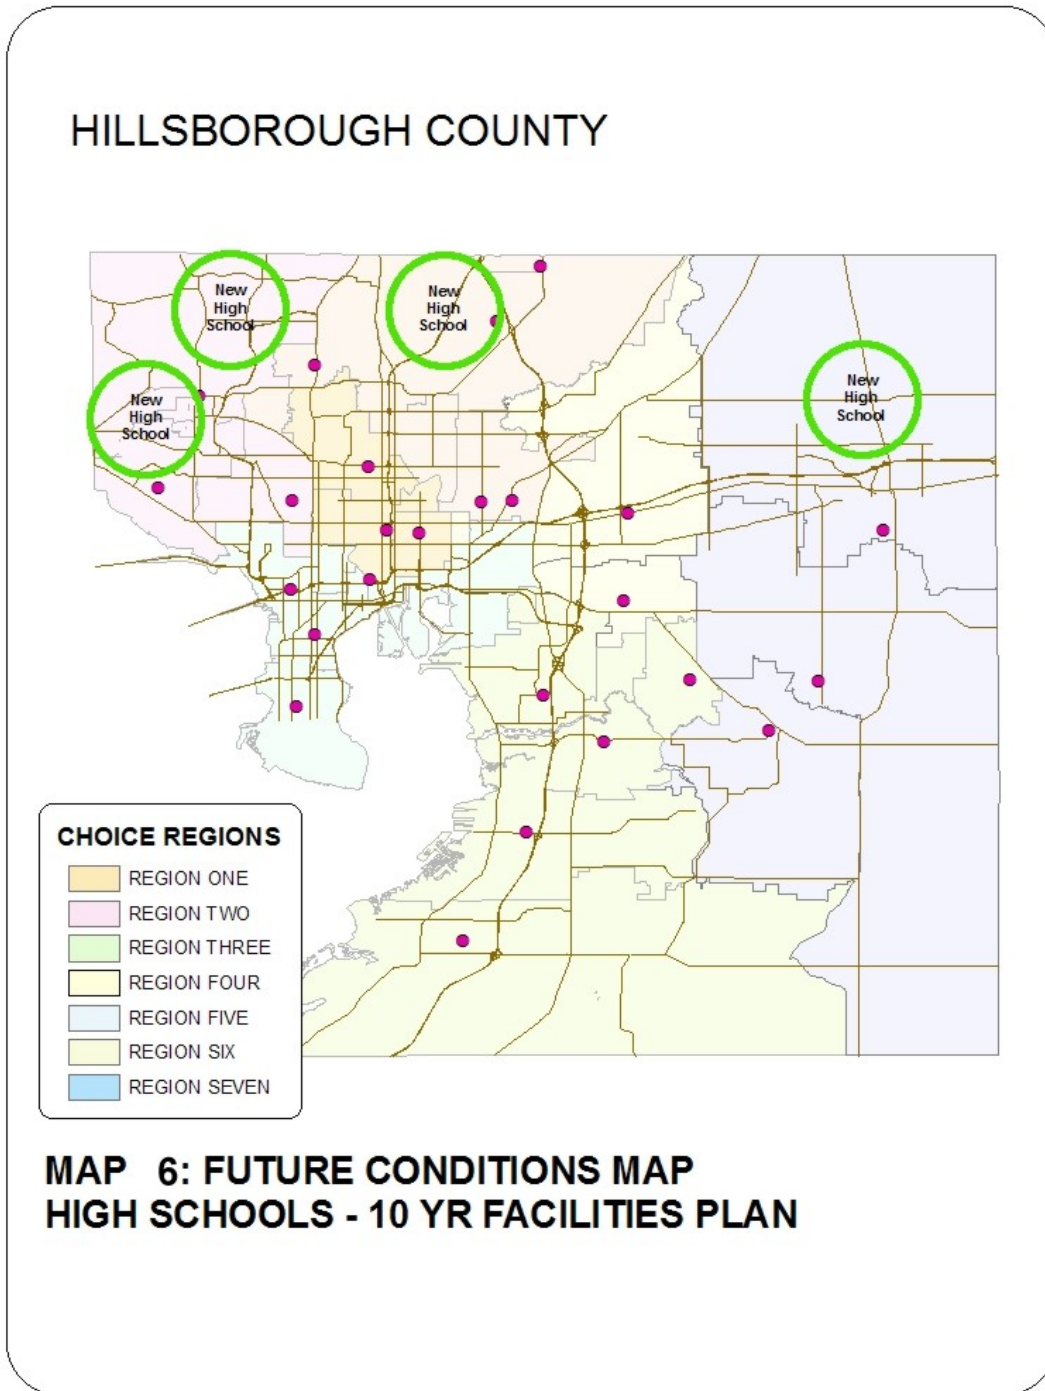 HILLSBOROUGH COUNTY
New
High
School
New
High
School
New
High
School
New
High
School
CHOICE REGIONS
REGION ONE
REGION TWO
REGION THREE
REGION FOUR
REGION FIVE
REGION SIX
REGION SEVEN
MAP 6: FUTURE CONDITIONS MAP
HIGH SCHOOLS - 10 YR FACILITIES PLAN